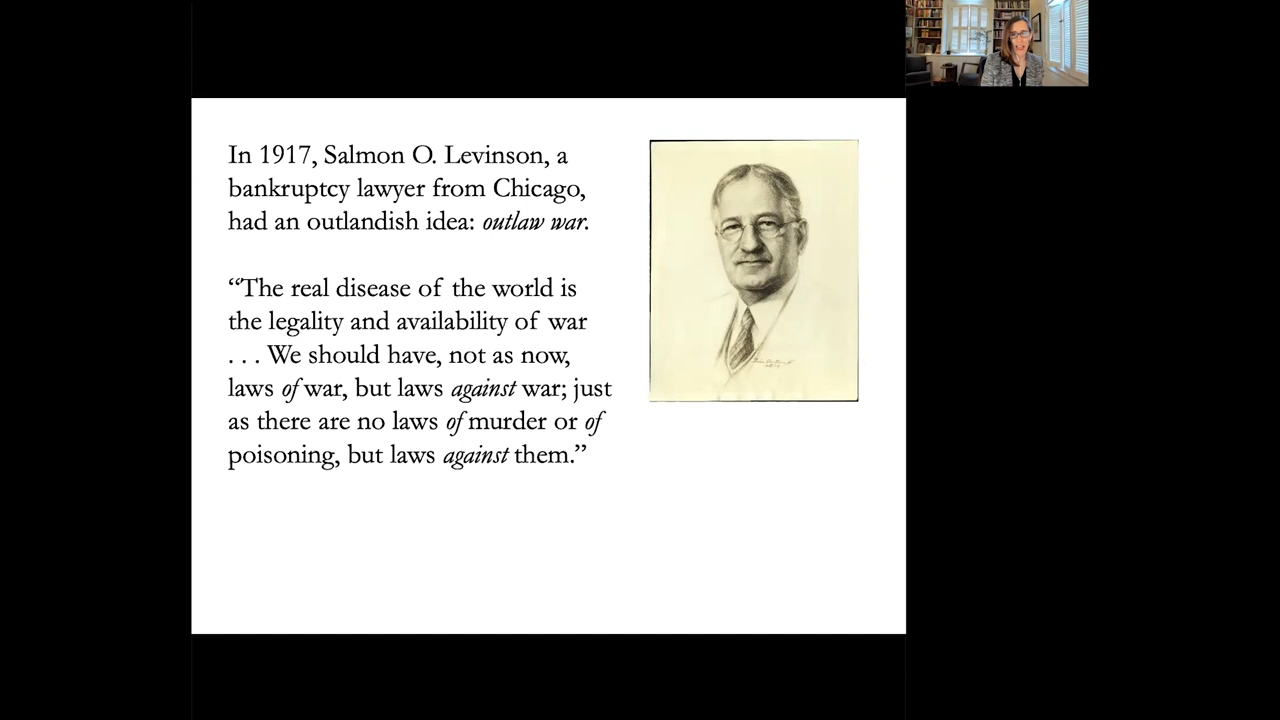 In 1917, Salmon O. Levinson, a
bankruptcy lawyer from Chicago,
had an outlandish idea: outlaw war.
“The real disease of the world is
the legality and availability of war
. . . We should have, not as now,
laws of war, but laws against war; just
as there are no laws of murder or of
poisoning, but laws against them.”